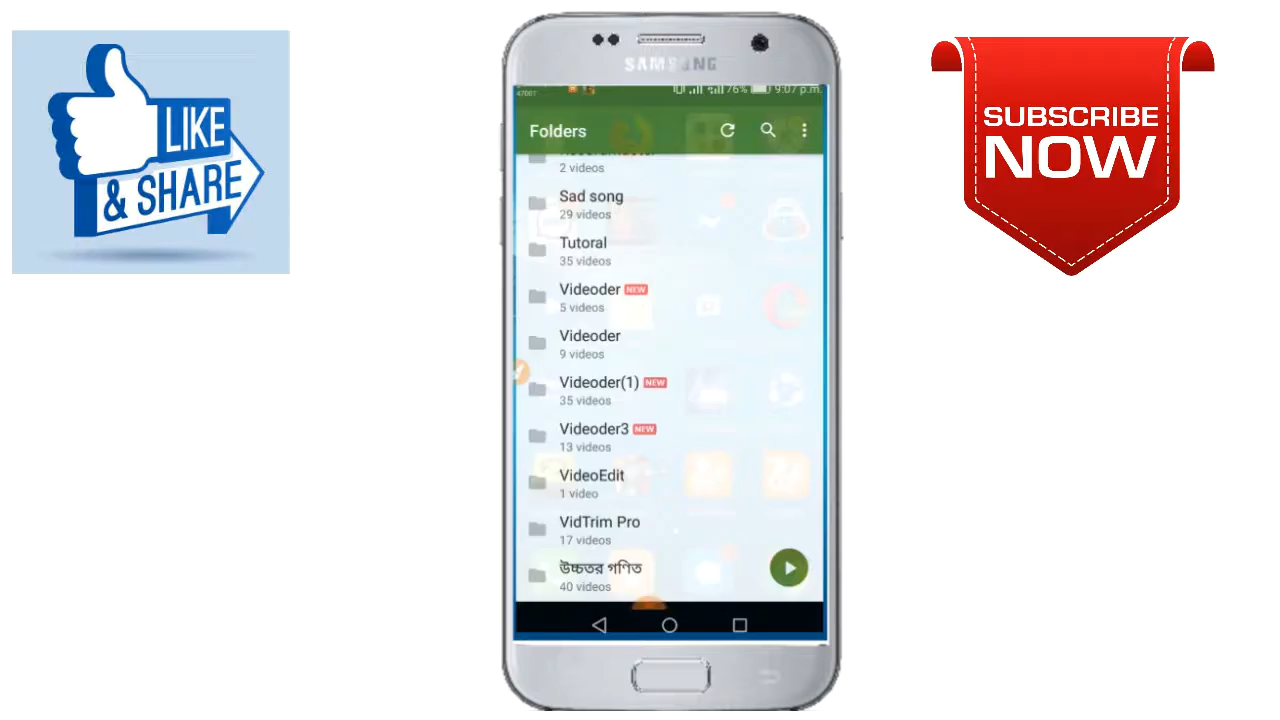 LIKE
& SHARE
SAMSUNG
76% 9:07 p.m.
Folders
2 videos
Sad song
29 videos
Tutoral
35 videos
Videoder NEW
5 videos
Videoder
9 videos
Videoder(1) NEW
35 videos
Videoder3 NEW
13 videos
VideoEdit
1 video
VidTrim Pro
17 videos
উচ্চতর গণিত
40 videos
SUBSCRIBE
NOW